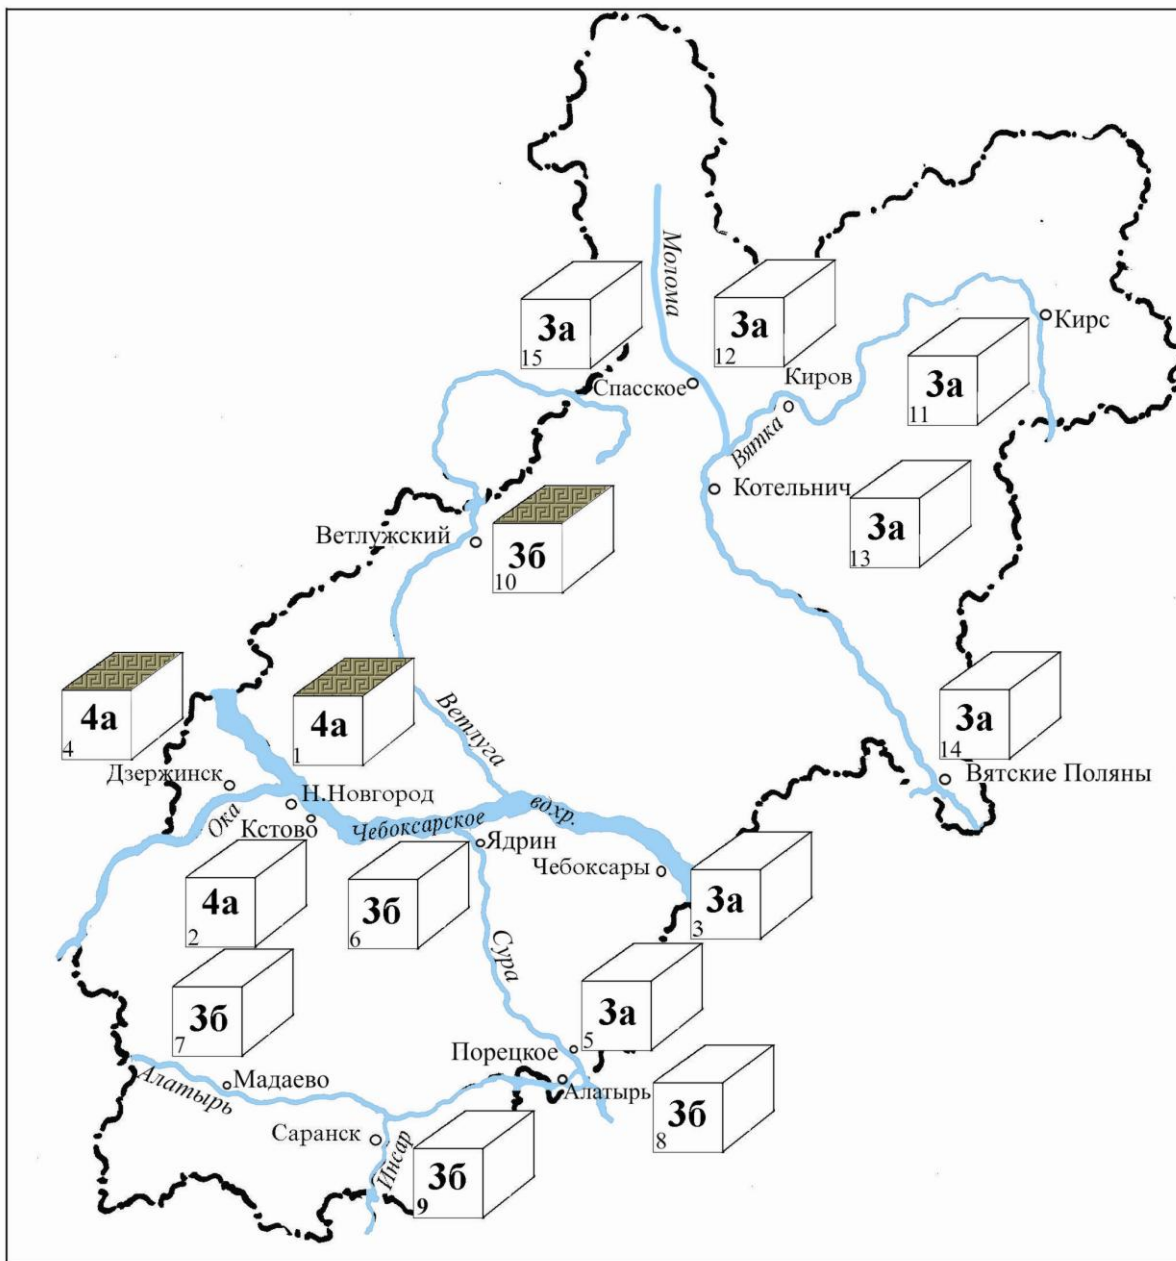 Молома
3а
15
3а
12
Кирс
Спасское
Киров
3а
11
Вятка
Котельнич
3а
13
Ветлужский
3б
10
4а
4
4а
1
Ветлуга
3а
14
Вятские Поляны
Дзержинск
Н.Новгород
Ока
Кстово
Чебоксарское
вдхр.
Ядрин
Чебоксары
4а
2
3б
6
3а
3
Сура
3б
7
3а
5
Порецкое
Алатырь
Мадаево
Алатырь
3б
8
Саранск
Инсар
3б
9